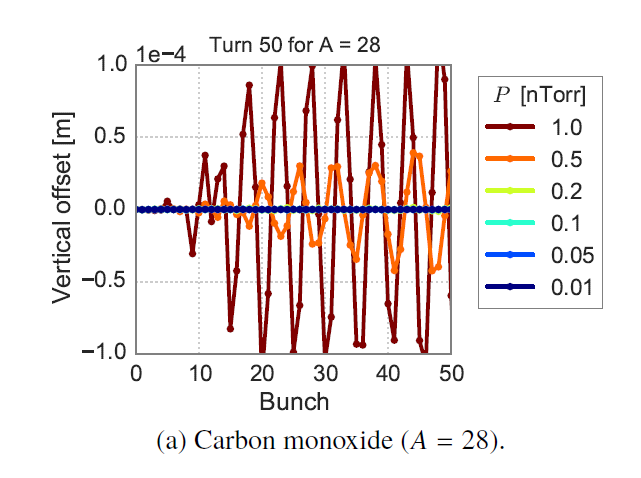 Turn 50 for A = 28
1e−4
1.0
0.5
0.0
−0.5
−1.0
Vertical offset [m]
0 10 20 30 40 50
Bunch
P [nTorr]
1.0
0.5
0.2
0.1
0.05
0.01
(a) Carbon monoxide (A = 28).